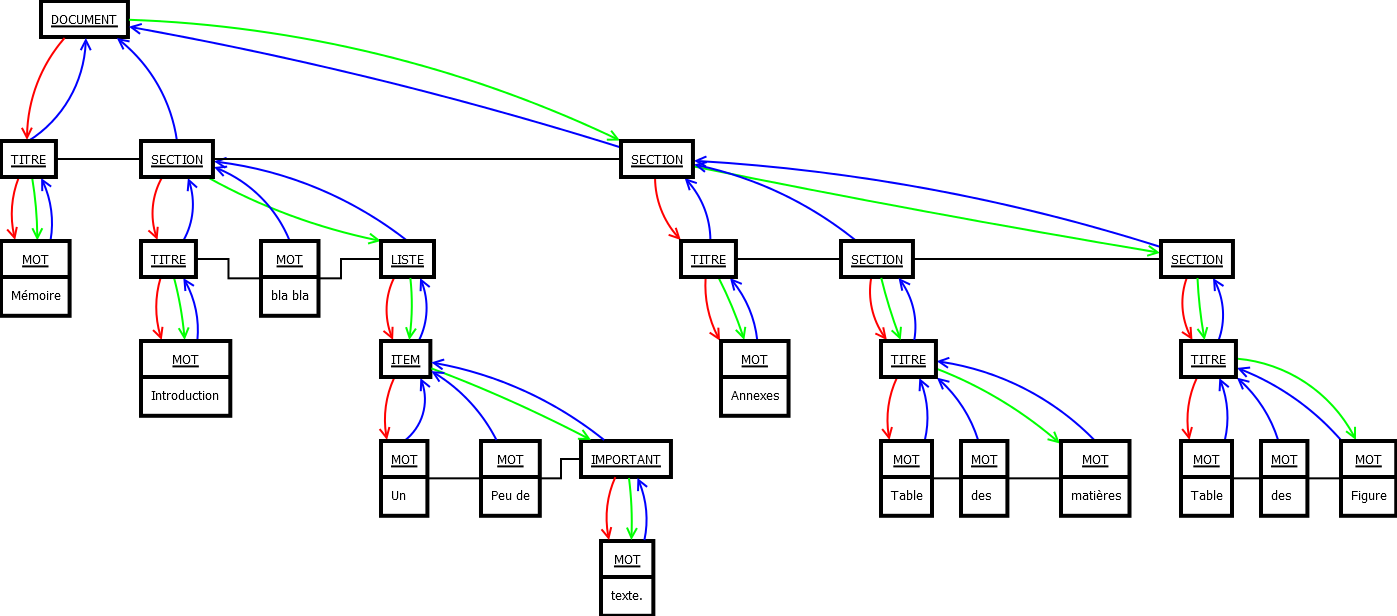 DOCUMENT
TITRE
SECTION
SECTION
MOT
Mémoire
TITRE
MOT
bla bla
LISTE
TITRE
SECTION
SECTION
MOT
Introduction
ITEM
MOT
Annexes
TITRE
TITRE
MOT
Un
MOT
Peu de
IMPORTANT
MOT
Table
MOT
des
MOT
matières
MOT
Table
MOT
des
MOT
Figure
MOT
texte.